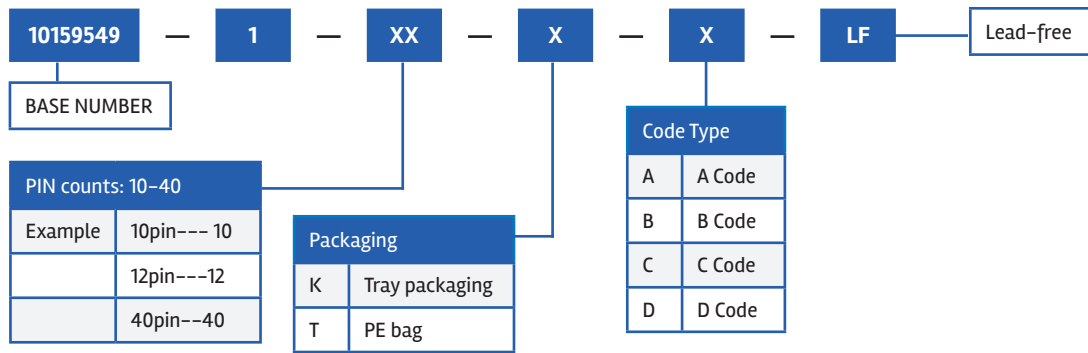 10159549 — 1 — XX — X — X — LF
Lead-free
BASE NUMBER
PIN counts: 10-40
Example 10pin--- 10
12pin---12
40pin--40
Packaging
K Tray packaging
T PE bag
Code Type
A A Code
B B Code
C C Code
D D Code